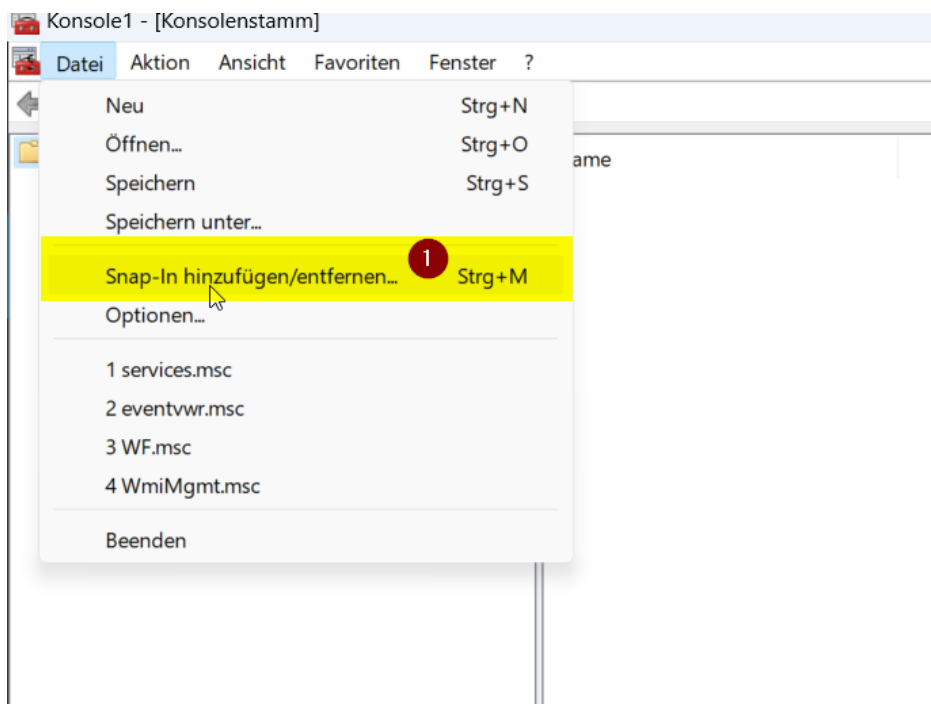 Konsole1 - [Konsolenstamm]
Datei Aktion Ansicht Favoriten Fenster ?
Neu Strg+N
Öffnen... Strg+O
ame
Speichern Strg+S
Speichern unter...
1
Snap-In hinzufügen/entfernen... Strg+M
Optionen...
1 services.msc
2 eventvwr.msc
3 WF.msc
4 WmiMgmt.msc
Beenden